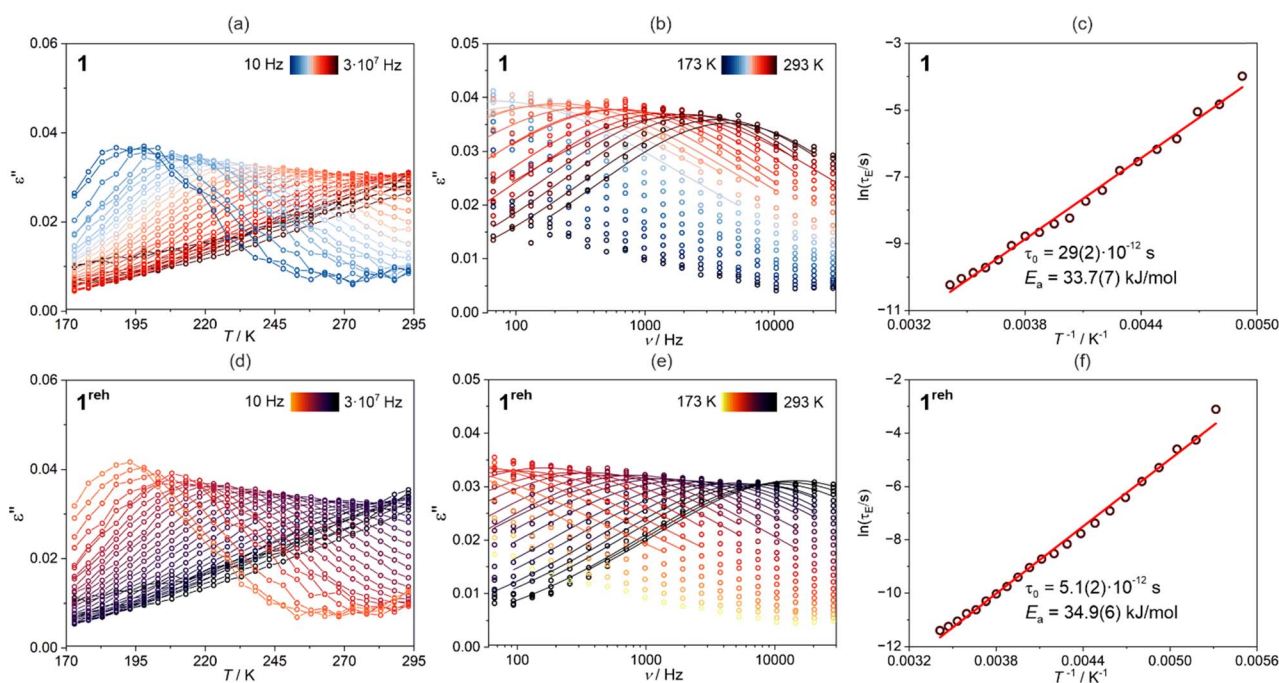 (a)
0.06
1
10 Hz 3·10⁷ Hz
0.04
ε''
0.02
0.00
170 195 220 245 270 295
T / K
(b)
0.05
1
173 K 293 K
0.04
0.03
ε''
0.02
0.01
0.00
100 1000 10000
ν / Hz
(c)
−3
1
−5
ln(τE/s)
−7
−9
τ₀ = 29(2)·10⁻¹² s
Eₐ = 33.7(7) kJ/mol
−11
0.0032 0.0038 0.0044 0.0050
T⁻¹ / K⁻¹
(d)
0.06
1ʳᵉʰ
10 Hz 3·10⁷ Hz
0.04
ε''
0.02
0.00
170 195 220 245 270 295
T / K
(e)
0.05
1ʳᵉʰ
173 K 293 K
0.04
0.03
ε''
0.02
0.01
0.00
100 1000 10000
ν / Hz
(f)
−2
1ʳᵉʰ
−4
−6
ln(τE/s)
−8
−10
τ₀ = 5.1(2)·10⁻¹² s
Eₐ = 34.9(6) kJ/mol
−12
0.0032 0.0038 0.0044 0.0050 0.0056
T⁻¹ / K⁻¹